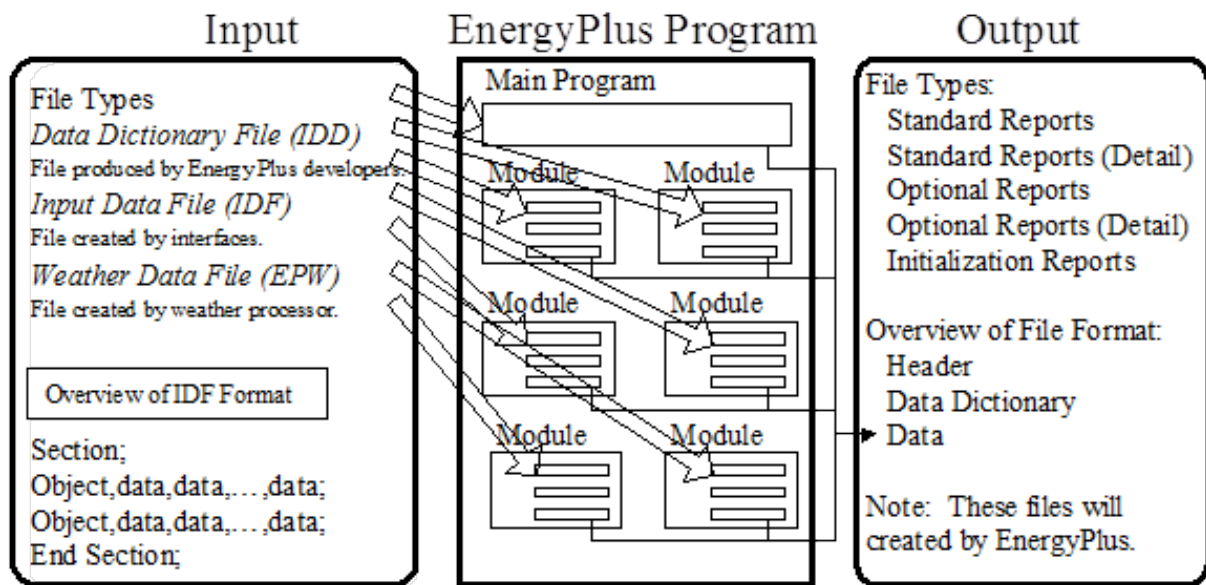 Input
File Types
Data Dictionary File (IDD)
File produced by EnergyPlus developers.
Input Data File (IDF)
File created by interfaces.
Weather Data File (EPW)
File created by weather processor.
Overview of IDF Format
Section;
Object,data,data,…,data;
Object,data,data,…,data;
End Section;
EnergyPlus Program
Main Program
Module
Module
Module
Module
Module
Module
Output
File Types:
Standard Reports
Standard Reports (Detail)
Optional Reports
Optional Reports (Detail)
Initialization Reports
Overview of File Format:
Header
Data Dictionary
Data
Note: These files will
created by EnergyPlus.